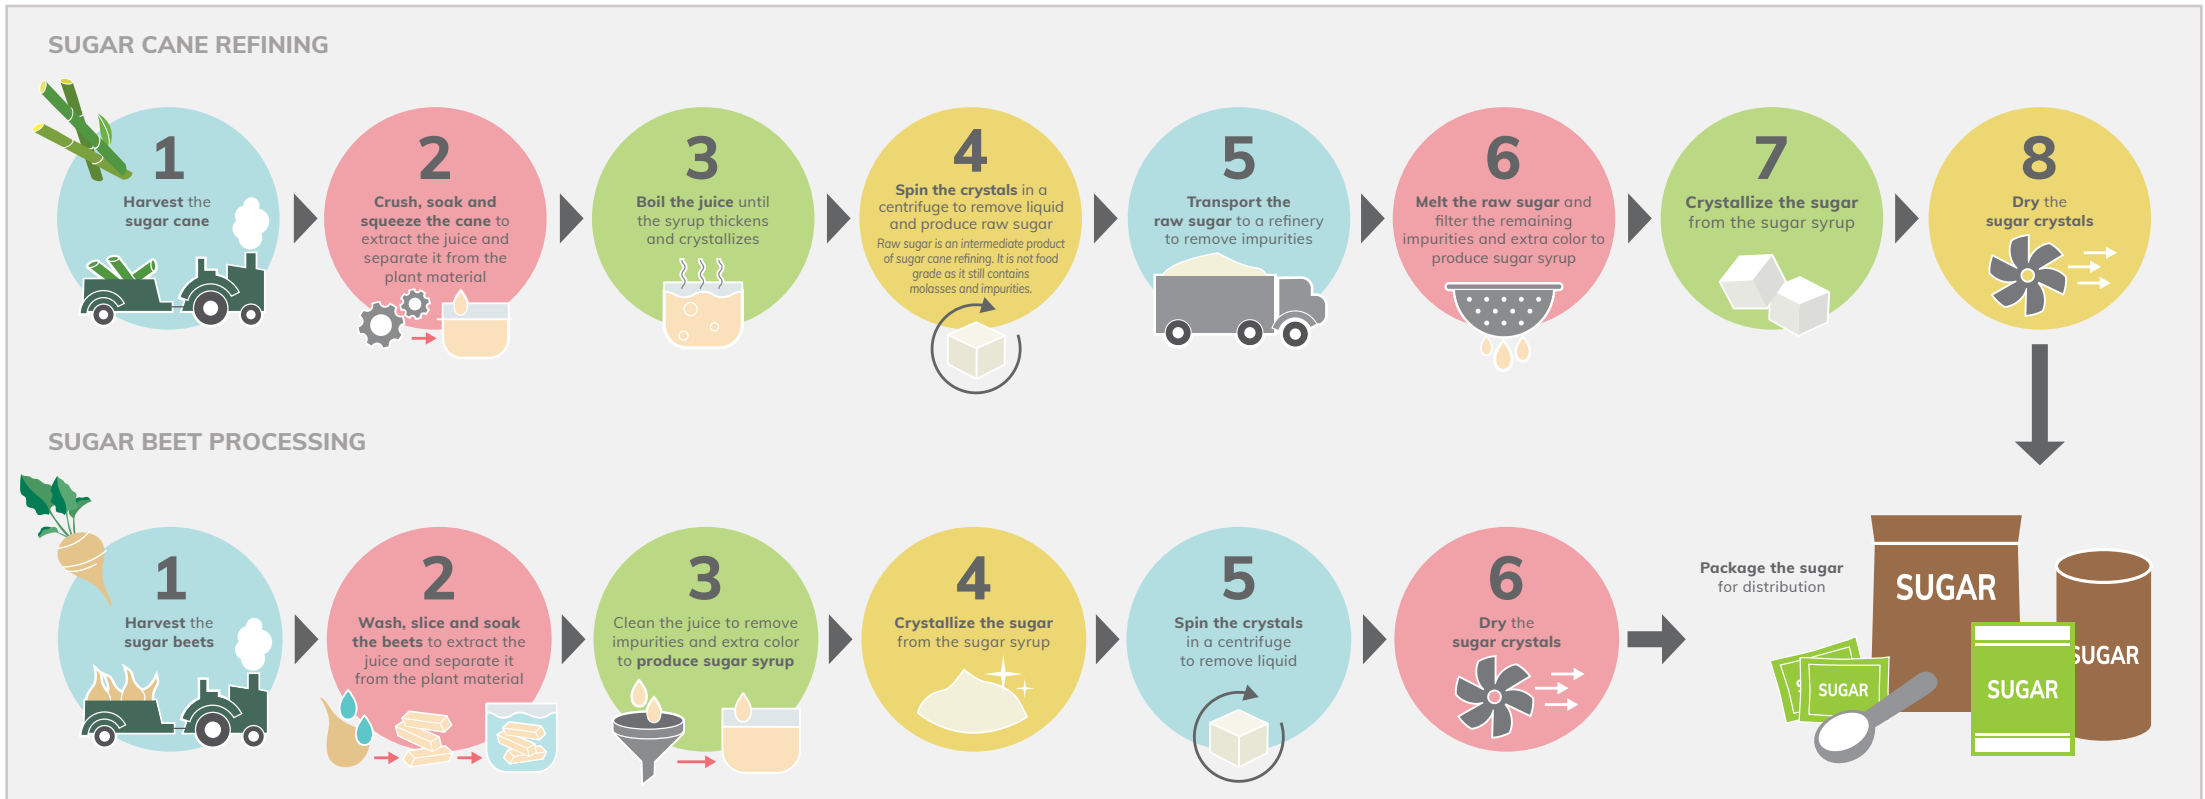 SUGAR CANE REFINING
1
Harvest the
sugar cane
2
Crush, soak and
squeeze the cane to
extract the juice and
separate it from the
plant material
3
Boil the juice until
the syrup thickens
and crystallizes
4
Spin the crystals in a
centrifuge to remove liquid
and produce raw sugar
Raw sugar is an intermediate product
of sugar cane refining. It is not food
grade as it still contains
molasses and impurities.
5
Transport the
raw sugar to a refinery
to remove impurities
6
Melt the raw sugar and
filter the remaining
impurities and extra color to
produce sugar syrup
7
Crystallize the sugar
from the sugar syrup
8
Dry the
sugar crystals
SUGAR BEET PROCESSING
1
Harvest the
sugar beets
2
Wash, slice and soak
the beets to extract the
juice and separate it
from the plant material
3
Clean the juice to remove
impurities and extra color
to produce sugar syrup
4
Crystallize the sugar
from the sugar syrup
5
Spin the crystals
in a centrifuge
to remove liquid
6
Dry the
sugar crystals
Package the sugar
for distribution
SUGAR
SUGAR
SUGAR
SUGAR